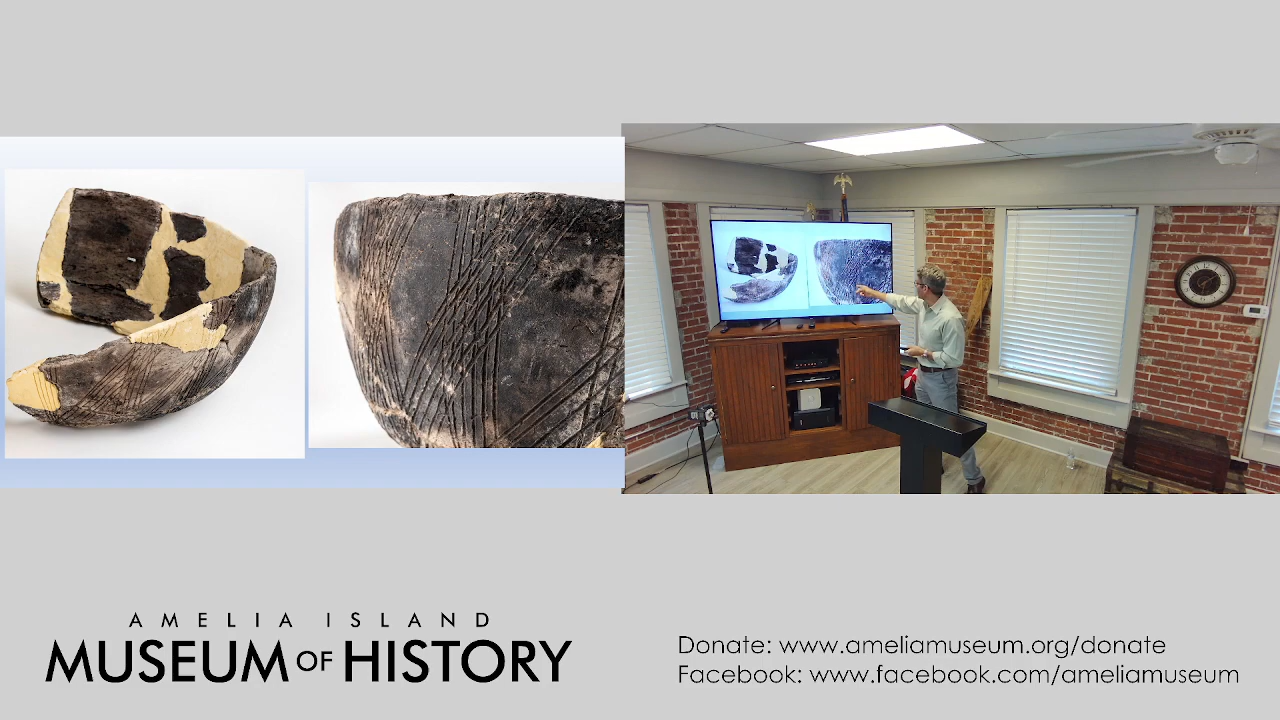 AMELIA ISLAND
MUSEUM OF HISTORY
Donate: www.ameliamuseum.org/donate
Facebook: www.facebook.com/ameliamuseum